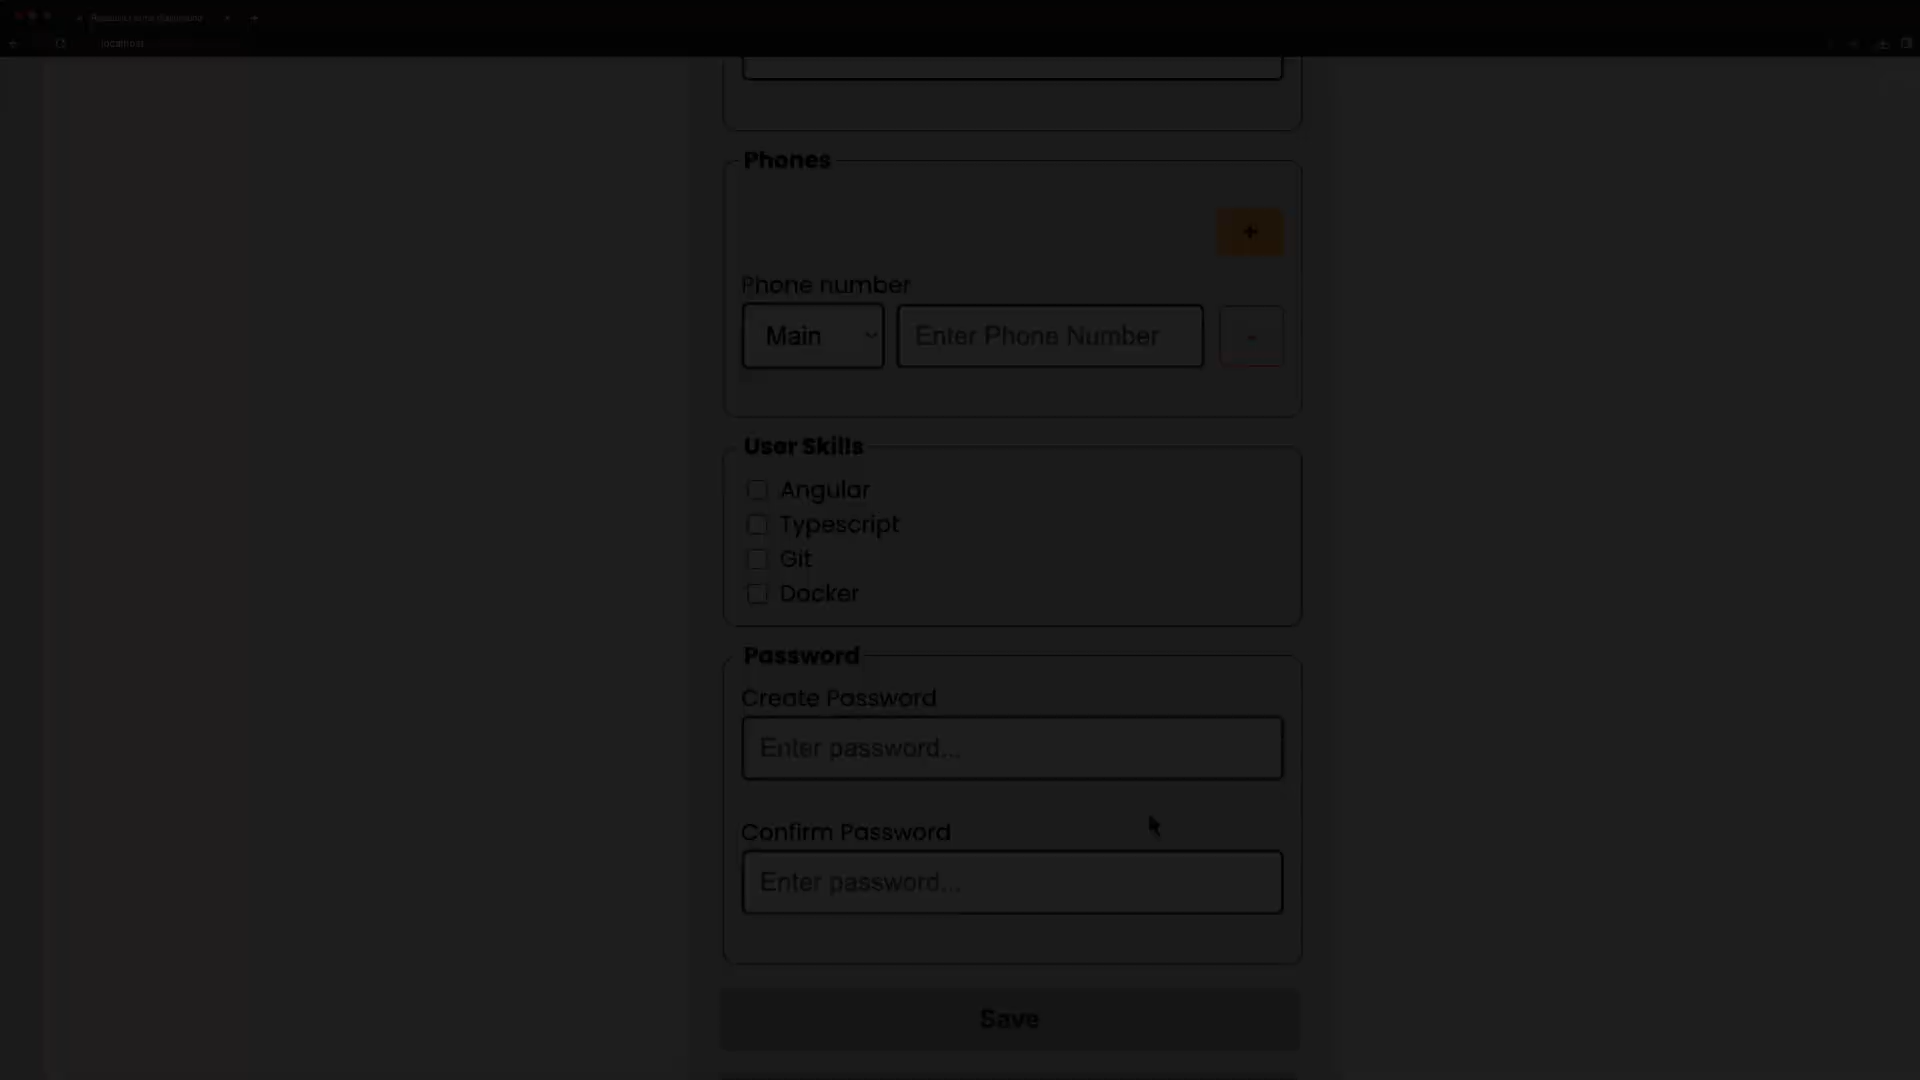 localhost
Phones
+
Phone number
Main
Enter Phone Number
-
User Skills
Angular
Typescript
Git
Docker
Password
Create Password
Enter password...
Confirm Password
Enter password...
Save